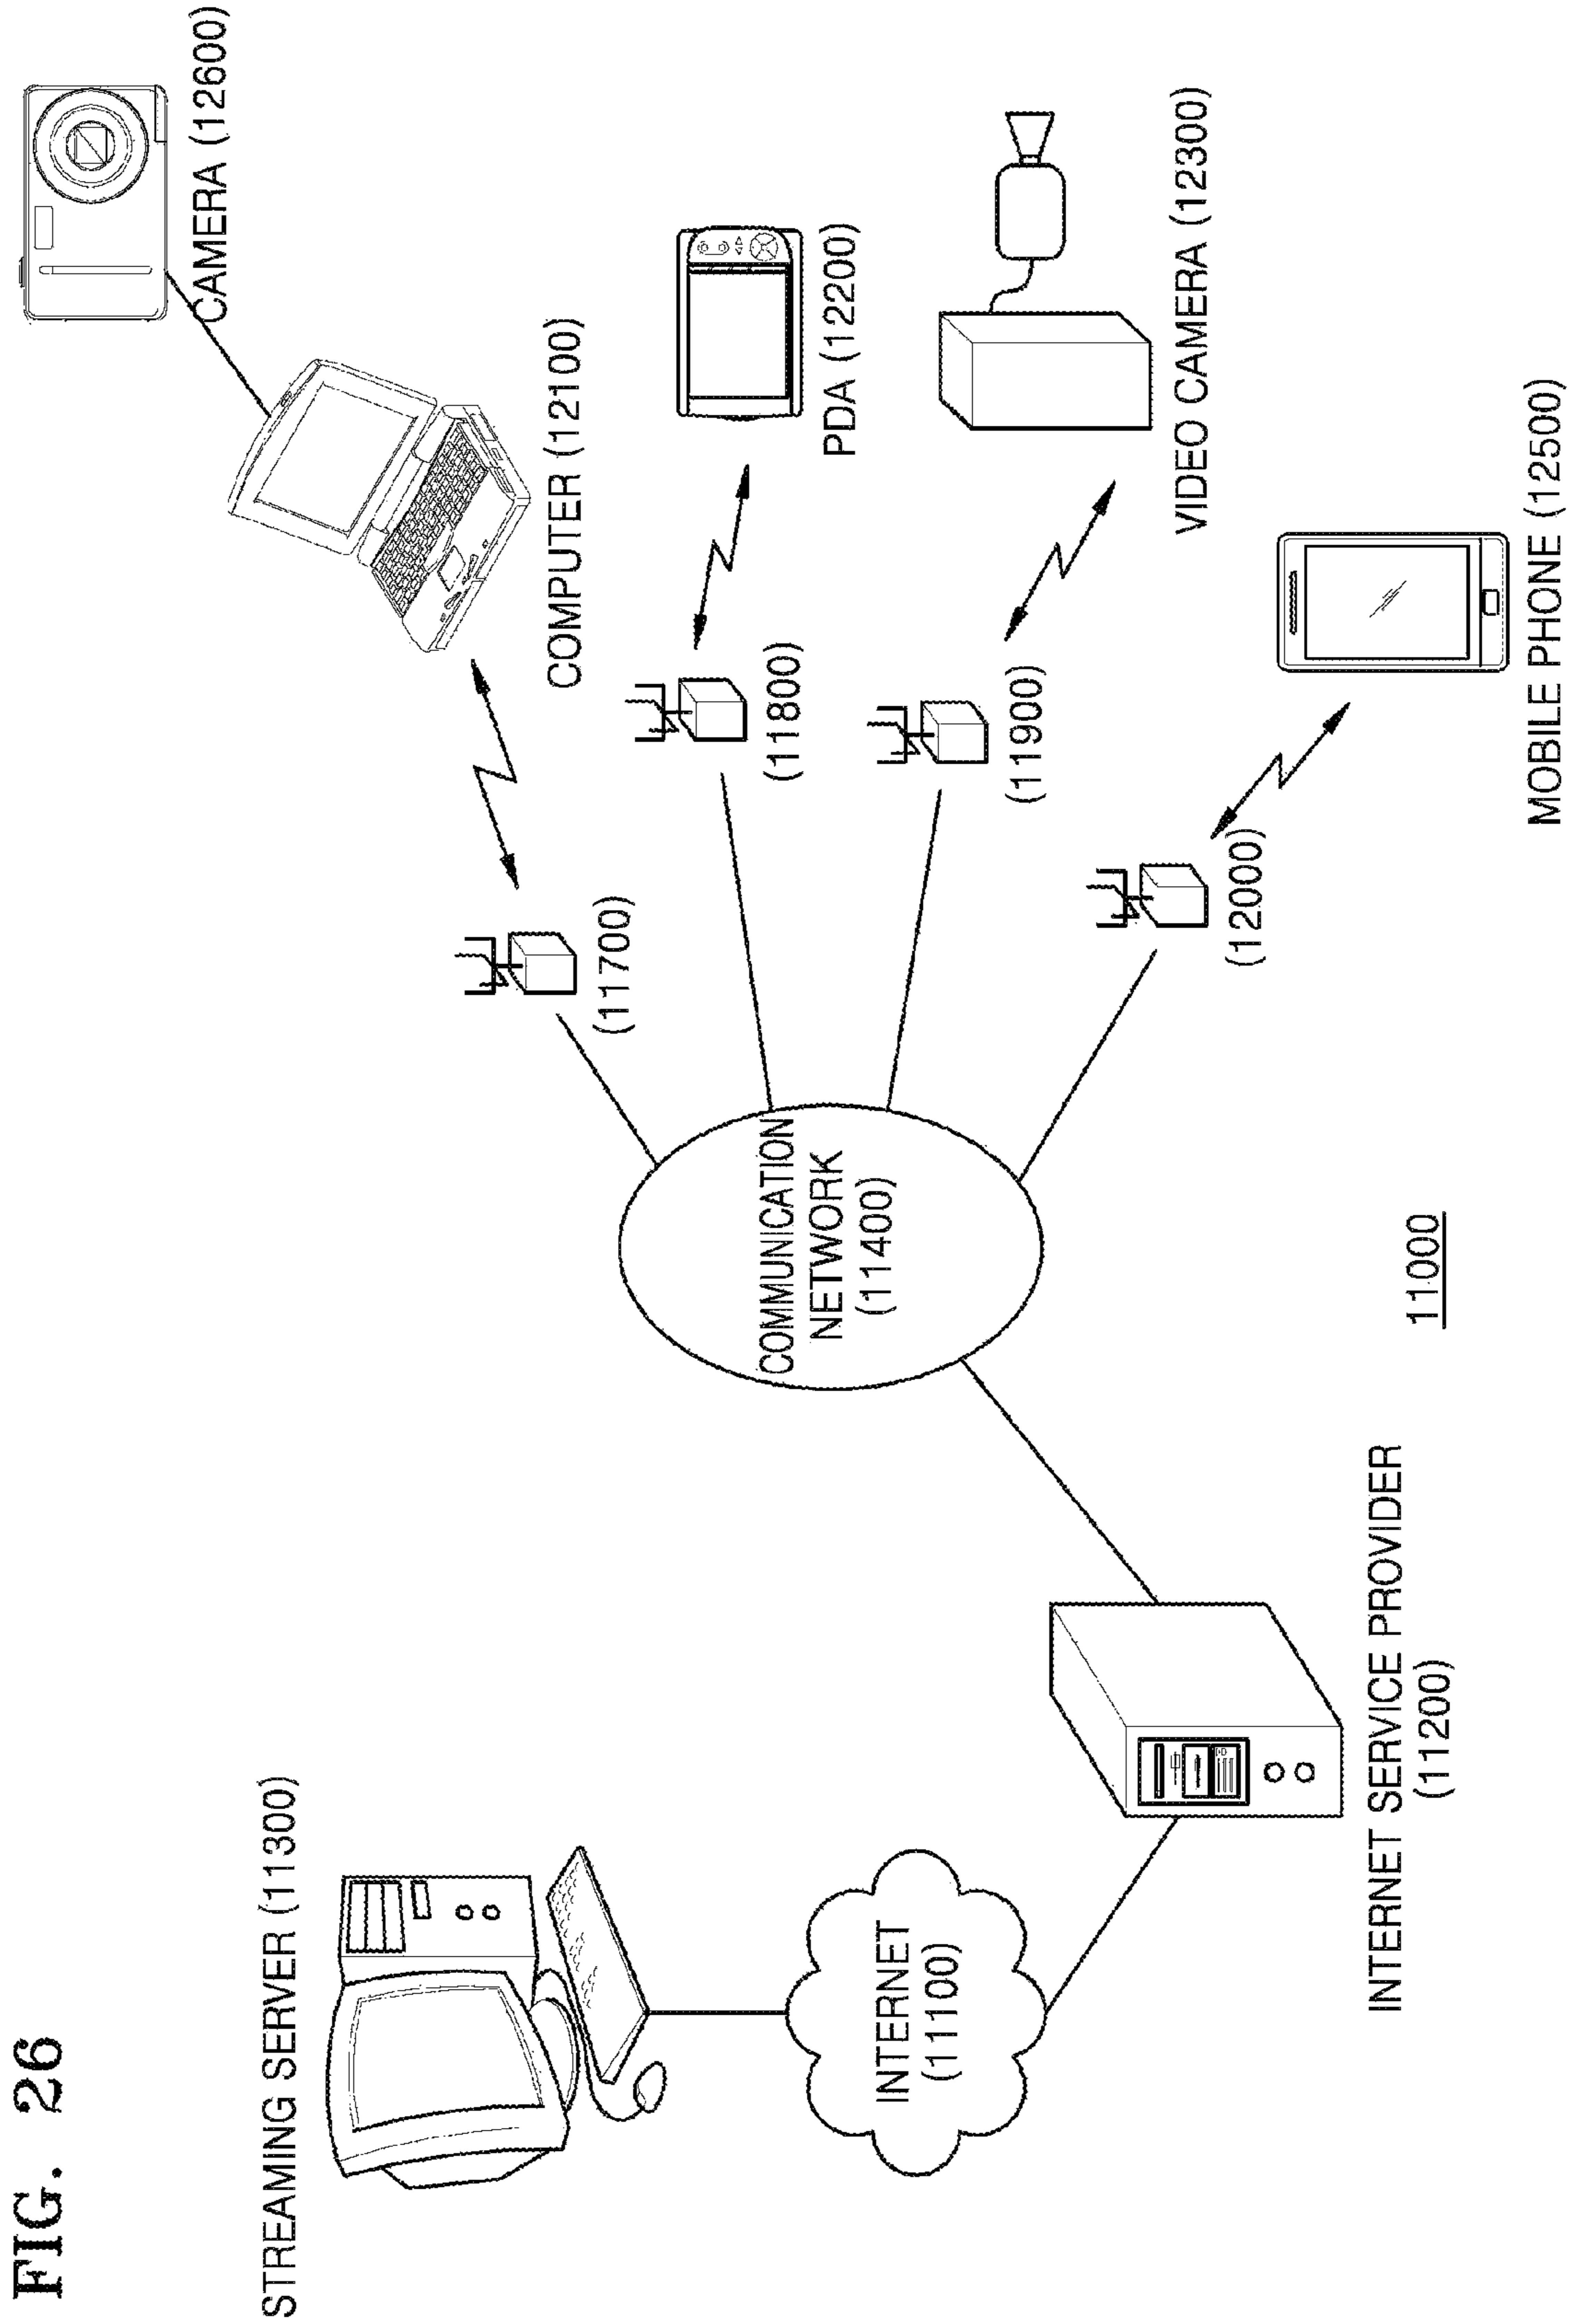 FIG. 26
STREAMING SERVER (11300)
INTERNET
(11100)
INTERNET SERVICE PROVIDER
(11200)
COMMUNICATION
NETWORK
(11400)
11000
(11700)
(11800)
(11900)
(12000)
CAMERA (12600)
COMPUTER (12100)
PDA (12200)
VIDEO CAMERA (12300)
MOBILE PHONE (12500)